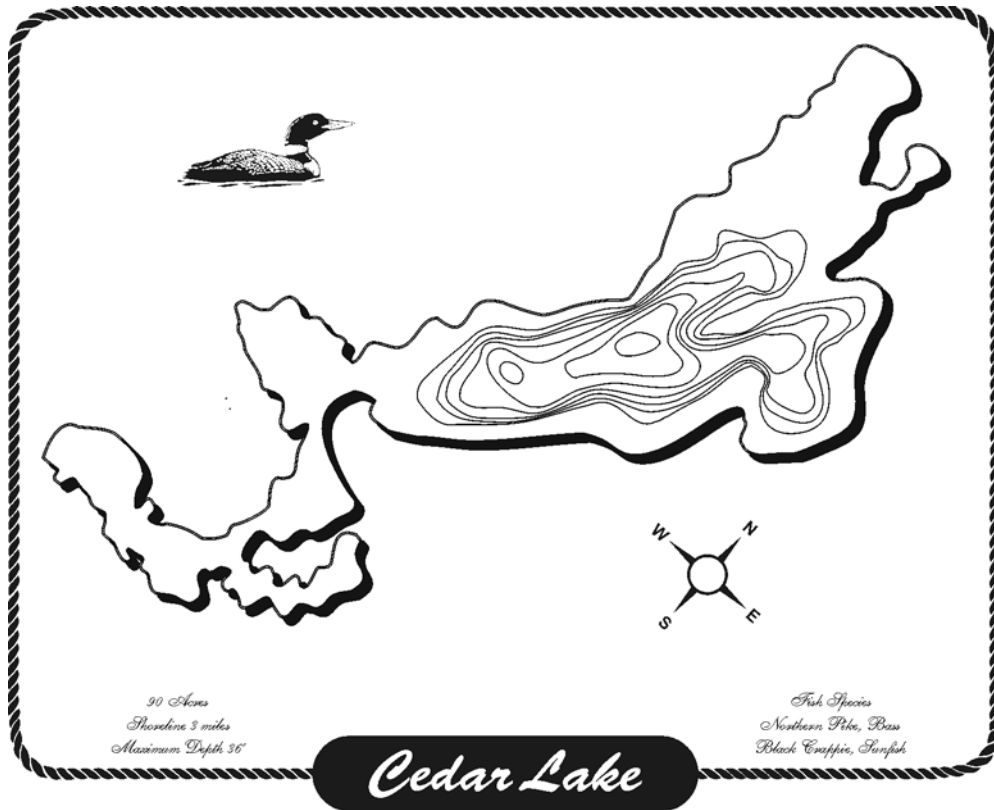 W N
S E
90 Acres
Shoreline 3 miles
Maximum Depth 36"
Fish Species
Northern Pike, Bass
Black Crappie, Sunfish
Cedar Lake